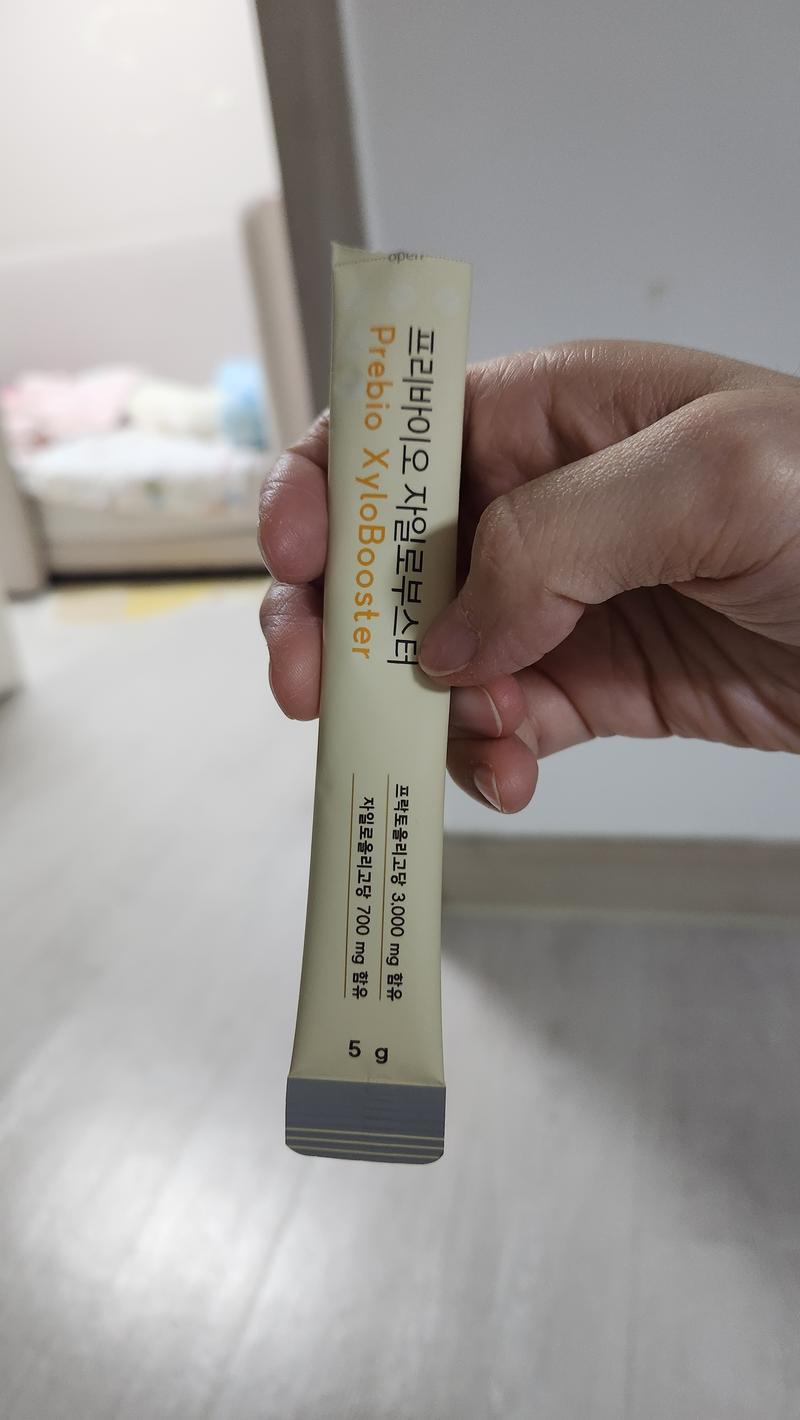 open
프리바이오 자일로부스터
Prebio XyloBooster
프락토올리고당 3,000 mg 함유
자일로올리고당 700 mg 함유
5 g